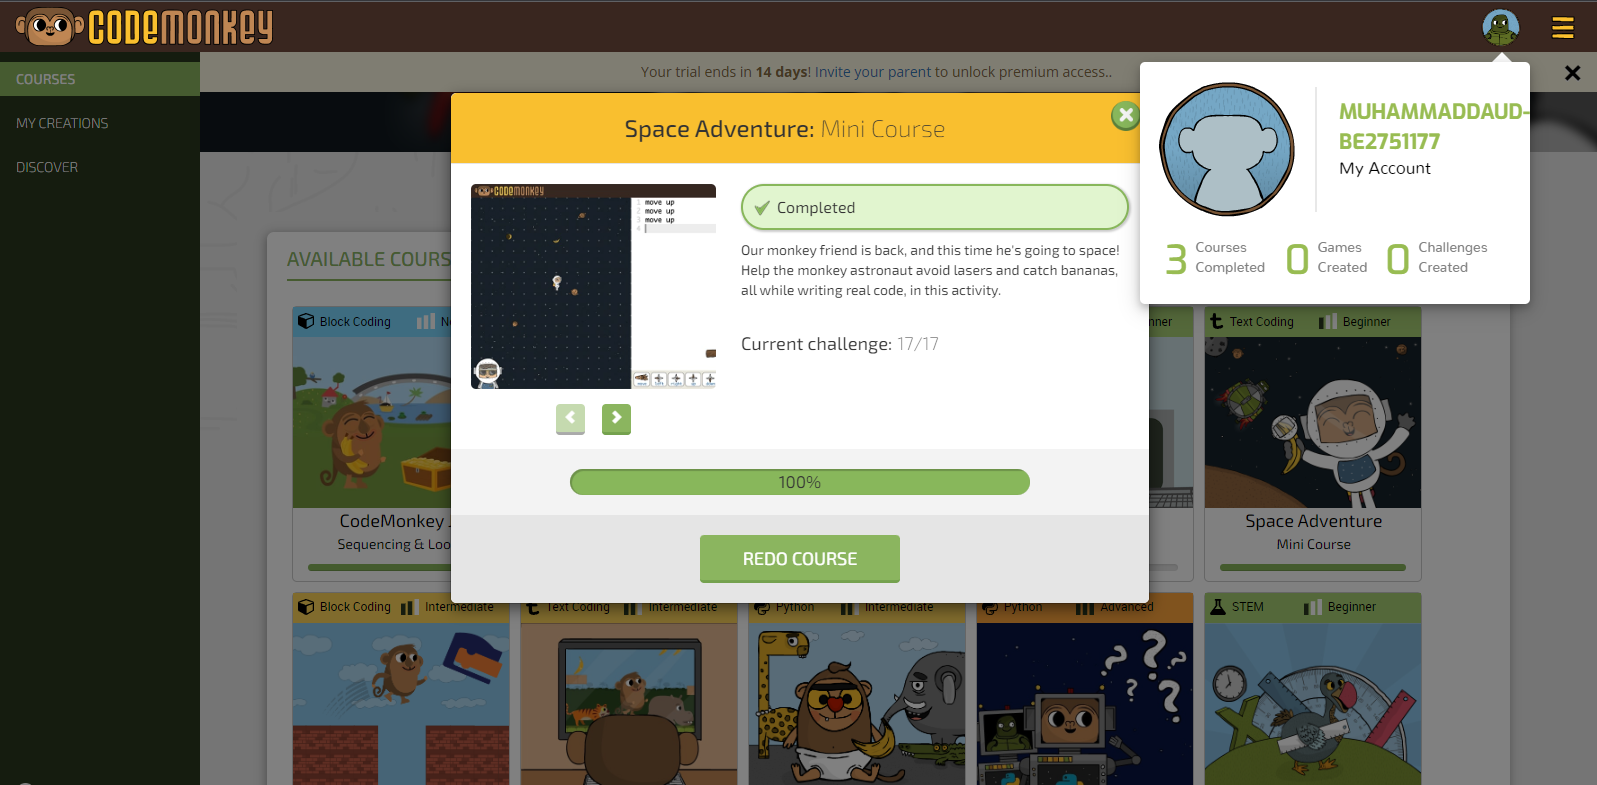 CODEMONKEY
COURSES
MY CREATIONS
DISCOVER
Your trial ends in 14 days! Invite your parent to unlock premium access..
MUHAMMADDAUD-
BE2751177
My Account
3 Courses Completed
0 Games Created
0 Challenges Created
Space Adventure: Mini Course
CODEMONKEY
1 move up
2 move up
3 move up
4
Completed
Our monkey friend is back, and this time he's going to space!
Help the monkey astronaut avoid lasers and catch bananas,
all while writing real code, in this activity.
Current challenge: 17/17
100%
REDO COURSE
AVAILABLE COURS
Block Coding
CodeMonkey J
Sequencing & Loo
nner
Text Coding Beginner
Space Adventure
Mini Course
Block Coding Intermediate
Text Coding Intermediate
Python Intermediate
Python Advanced
STEM Beginner